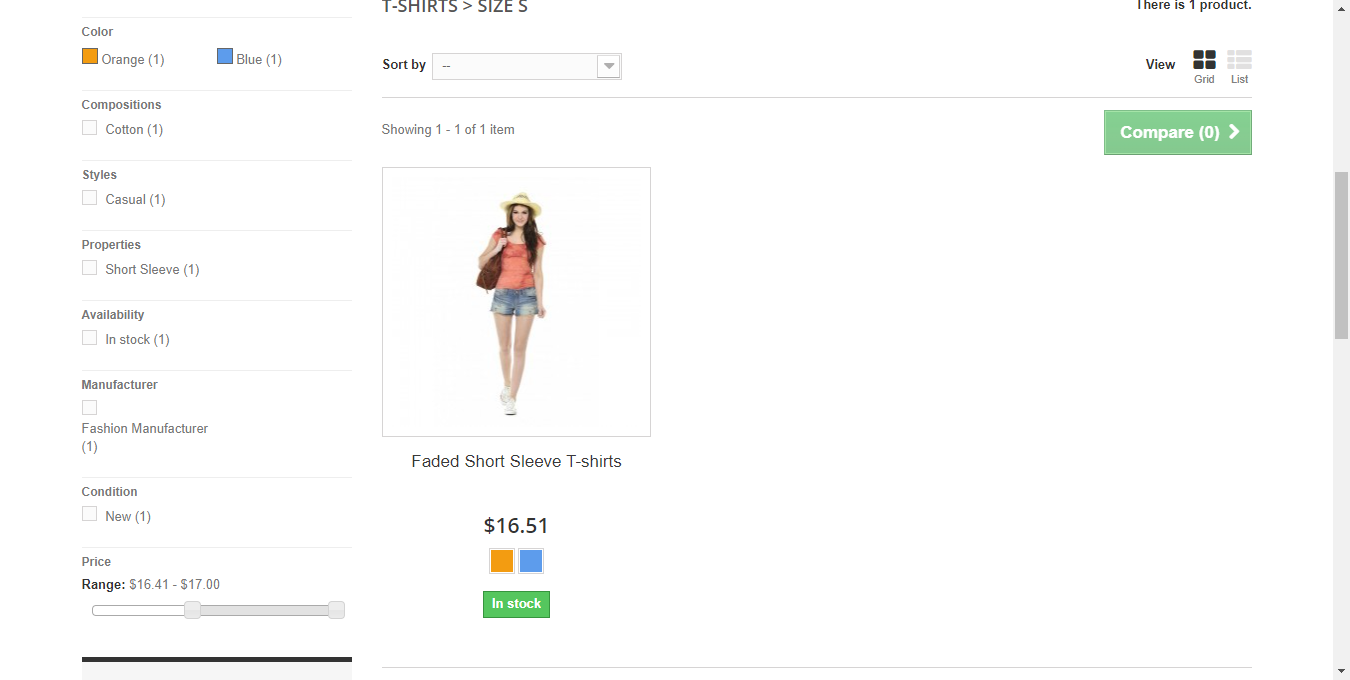 T-SHIRTS > SIZE S
There is 1 product.
Color
Orange (1)
Blue (1)
Compositions
Cotton (1)
Styles
Casual (1)
Properties
Short Sleeve (1)
Availability
In stock (1)
Manufacturer
Fashion Manufacturer
(1)
Condition
New (1)
Price
Range: $16.41 - $17.00
Sort by
--
View
Grid
List
Showing 1 - 1 of 1 item
Compare (0)
Faded Short Sleeve T-shirts
$16.51
In stock